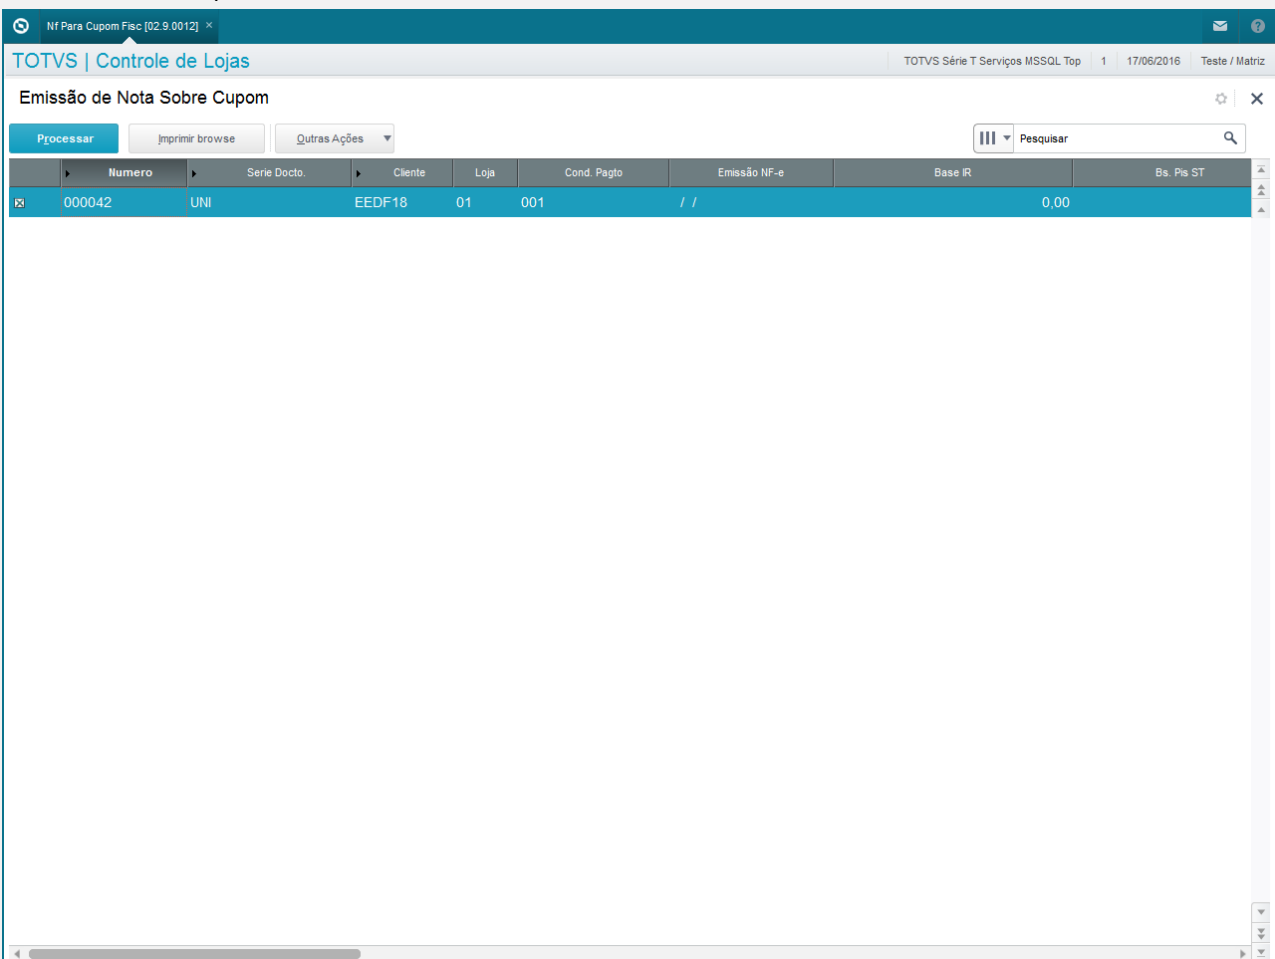 Nf Para Cupom Fisc [02.9.0012] ×
TOTVS | Controle de Lojas
TOTVS Série T Serviços MSSQL Top 1 17/06/2016 Teste / Matriz
Emissão de Nota Sobre Cupom
Processar Imprimir browse Outras Ações Pesquisar
Numero Serie Docto. Cliente Loja Cond. Pagto Emissão NF-e Base IR Bs. Pis ST
000042 UNI EEDF18 01 001 / / 0,00